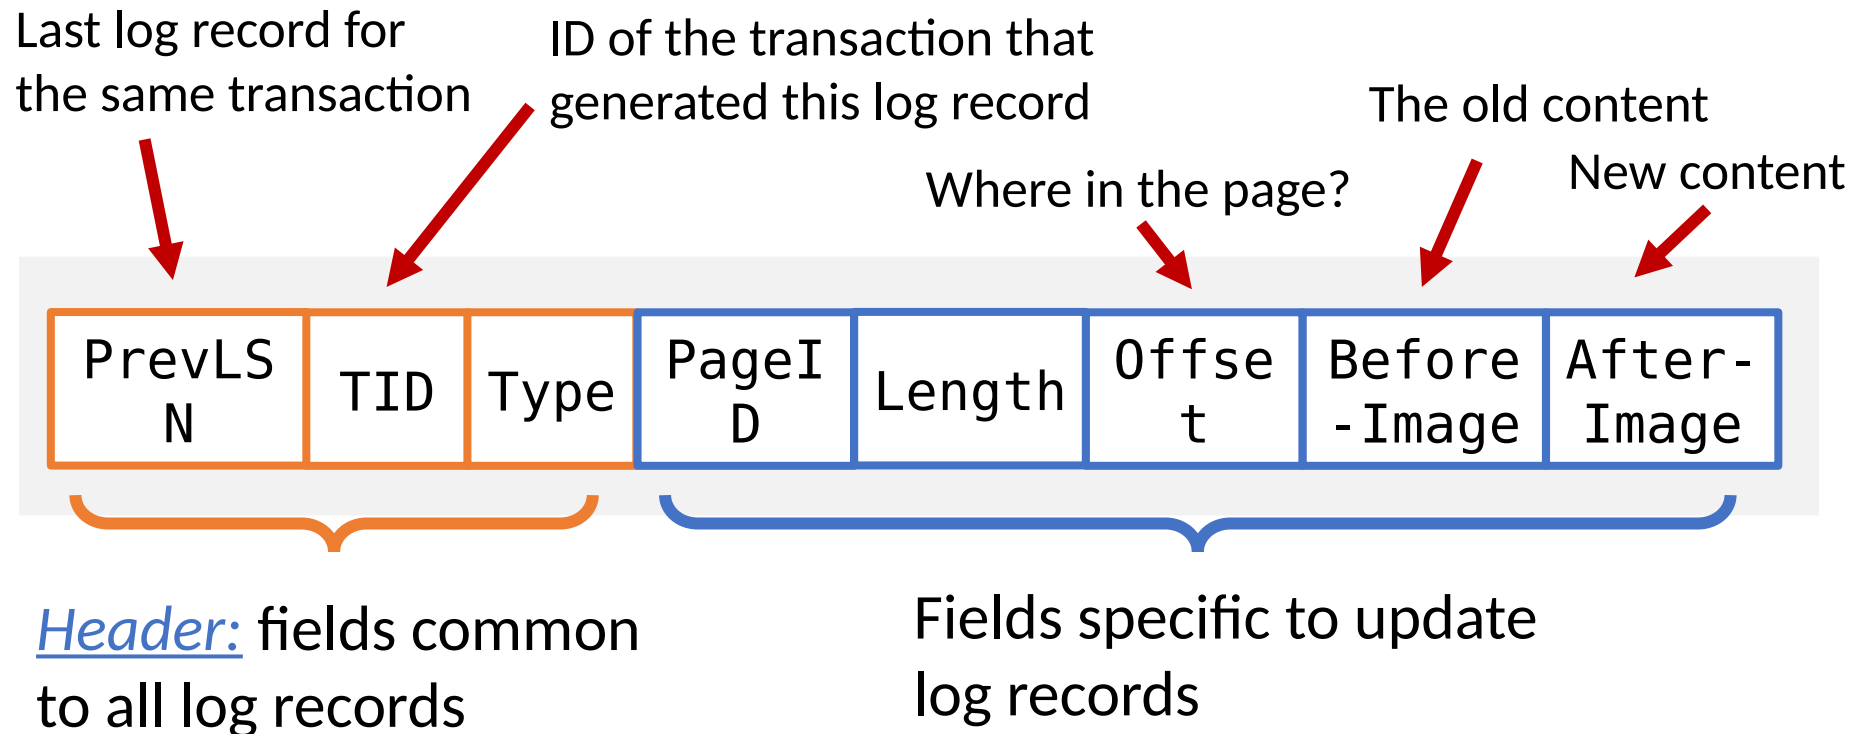 Last log record for
the same transaction
ID of the transaction that
generated this log record
The old content
New content
Where in the page?
PrevLS
N
TID
Type
PageI
D
Length
Offse
t
Before
-Image
After-
Image
Header: fields common
to all log records
Fields specific to update
log records